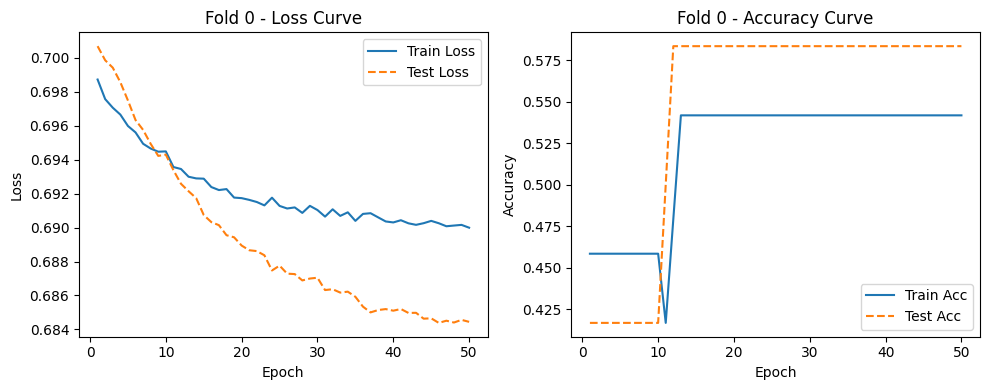 Fold 0 - Loss Curve
Loss
0.700
0.698
0.696
0.694
0.692
0.690
0.688
0.686
0.684
Train Loss
Test Loss
0 10 20 30 40 50
Epoch
Fold 0 - Accuracy Curve
Accuracy
0.575
0.550
0.525
0.500
0.475
0.450
0.425
Train Acc
Test Acc
0 10 20 30 40 50
Epoch